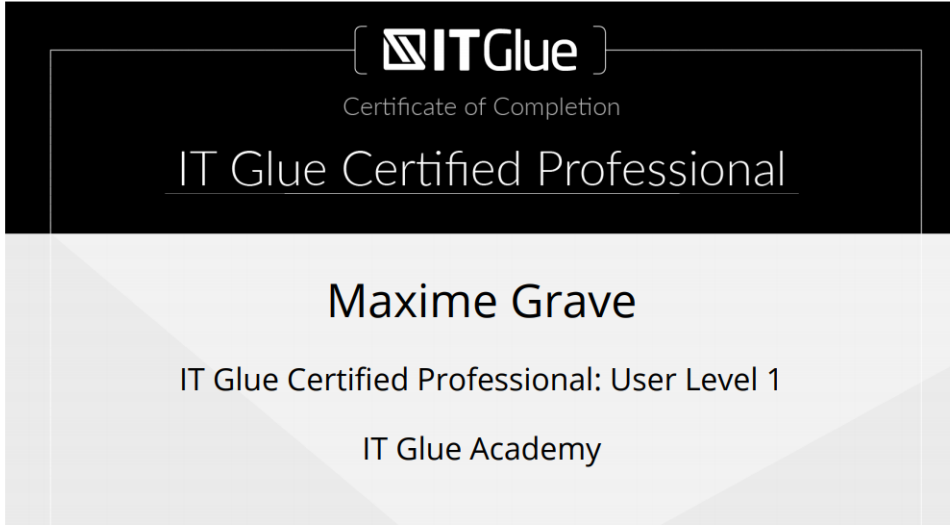 ITGlue
Certificate of Completion
IT Glue Certified Professional
Maxime Grave
IT Glue Certified Professional: User Level 1
IT Glue Academy